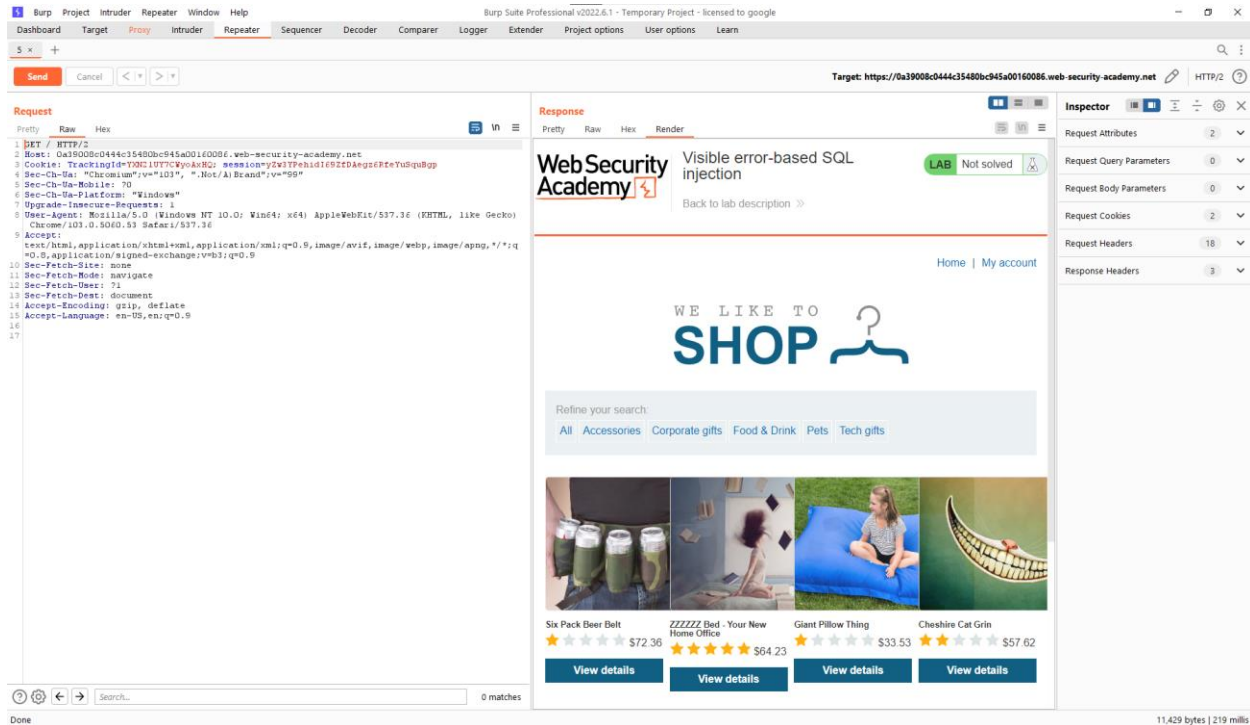 Burp Project Intruder Repeater Window Help
Burp Suite Professional v2022.6.1 - Temporary Project - licensed to google
Dashboard Target Proxy Intruder Repeater Sequencer Decoder Comparer Logger Extender Project options User options Learn
5 × +
Send Cancel < >
Target: https://0a39008c0444c35480bc945a00160086.web-security-academy.net HTTP/2
Request
Pretty Raw Hex
\n
1 GET / HTTP/2
2 Host: 0a39008c0444c35480bc945a00160086.web-security-academy.net
3 Cookie: TrackingId= session=
4 Sec-Ch-Ua: "Chromium";v="103", ".Not/A)Brand";v="99"
5 Sec-Ch-Ua-Mobile: ?0
6 Sec-Ch-Ua-Platform: "Windows"
7 Upgrade-Insecure-Requests: 1
8 User-Agent: Mozilla/5.0 (Windows NT 10.0; Win64; x64) AppleWebKit/537.36 (KHTML, like Gecko)
Chrome/103.0.5060.53 Safari/537.36
9 Accept:
text/html,application/xhtml+xml,application/xml;q=0.9,image/avif,image/webp,image/apng,*/*;q
=0.8,application/signed-exchange;v=b3;q=0.9
10 Sec-Fetch-Site: none
11 Sec-Fetch-Mode: navigate
12 Sec-Fetch-User: ?1
13 Sec-Fetch-Dest: document
14 Accept-Encoding: gzip, deflate
15 Accept-Language: en-US,en;q=0.9
16
17
Search...
0 matches
Response
Pretty Raw Hex Render
\n
Web Security
Academy
Visible error-based SQL
injection
Back to lab description
LAB Not solved
Home | My account
WE LIKE TO
SHOP
Refine your search:
All Accessories Corporate gifts Food & Drink Pets Tech gifts
Six Pack Beer Belt
$72.36
View details
ZZZZZZ Bed - Your New
Home Office
$64.23
View details
Giant Pillow Thing
$33.53
View details
Cheshire Cat Grin
$57.62
View details
Inspector
Request Attributes 2
Request Query Parameters 0
Request Body Parameters 0
Request Cookies 2
Request Headers 18
Response Headers 3
Done
11,429 bytes | 219 millis